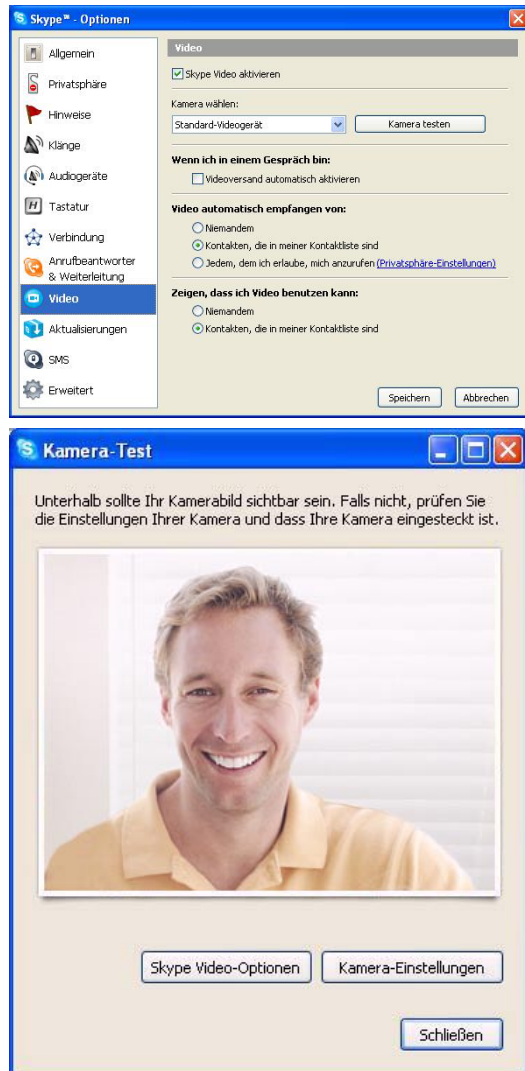 Skype™ - Optionen
Allgemein
Privatsphäre
Hinweise
Klänge
Audiogeräte
Tastatur
Verbindung
Anrufbeantworter
& Weiterleitung
Video
Aktualisierungen
SMS
Erweitert
Video
Skype Video aktivieren
Kamera wählen:
Standard-Videogerät
Kamera testen
Wenn ich in einem Gespräch bin:
Videoversand automatisch aktivieren
Video automatisch empfangen von:
Niemandem
Kontakten, die in meiner Kontaktliste sind
Jedem, dem ich erlaube, mich anzurufen (Privatsphäre-Einstellungen)
Zeigen, dass ich Video benutzen kann:
Niemandem
Kontakten, die in meiner Kontaktliste sind
Speichern
Abbrechen
Kamera-Test
Unterhalb sollte Ihr Kamerabild sichtbar sein. Falls nicht, prüfen Sie
die Einstellungen Ihrer Kamera und dass Ihre Kamera eingesteckt ist.
Skype Video-Optionen
Kamera-Einstellungen
Schließen